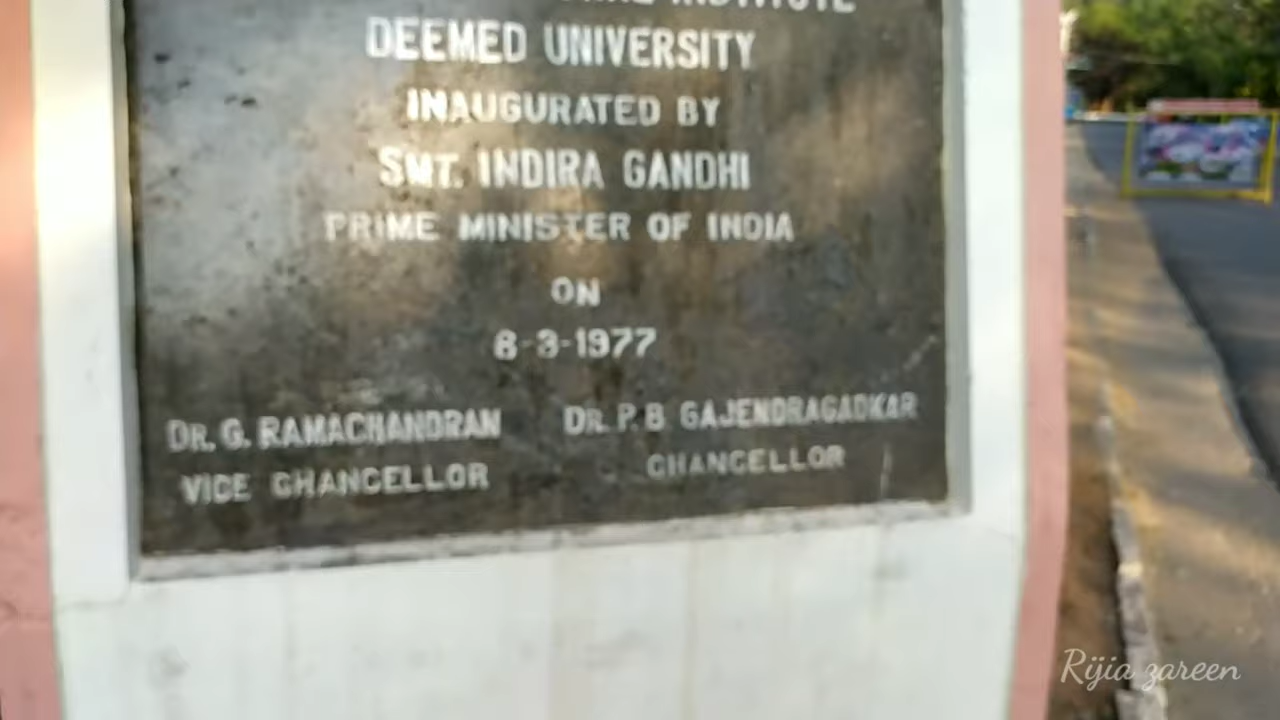 INSTITUTE
DEEMED UNIVERSITY
INAUGURATED BY
SMT. INDIRA GANDHI
PRIME MINISTER OF INDIA
ON
8-3-1977
DR. G. RAMACHANDRAN DR. P. B GAJENDRAGADKAR
VICE CHANCELLOR CHANCELLOR
Rijia zareen